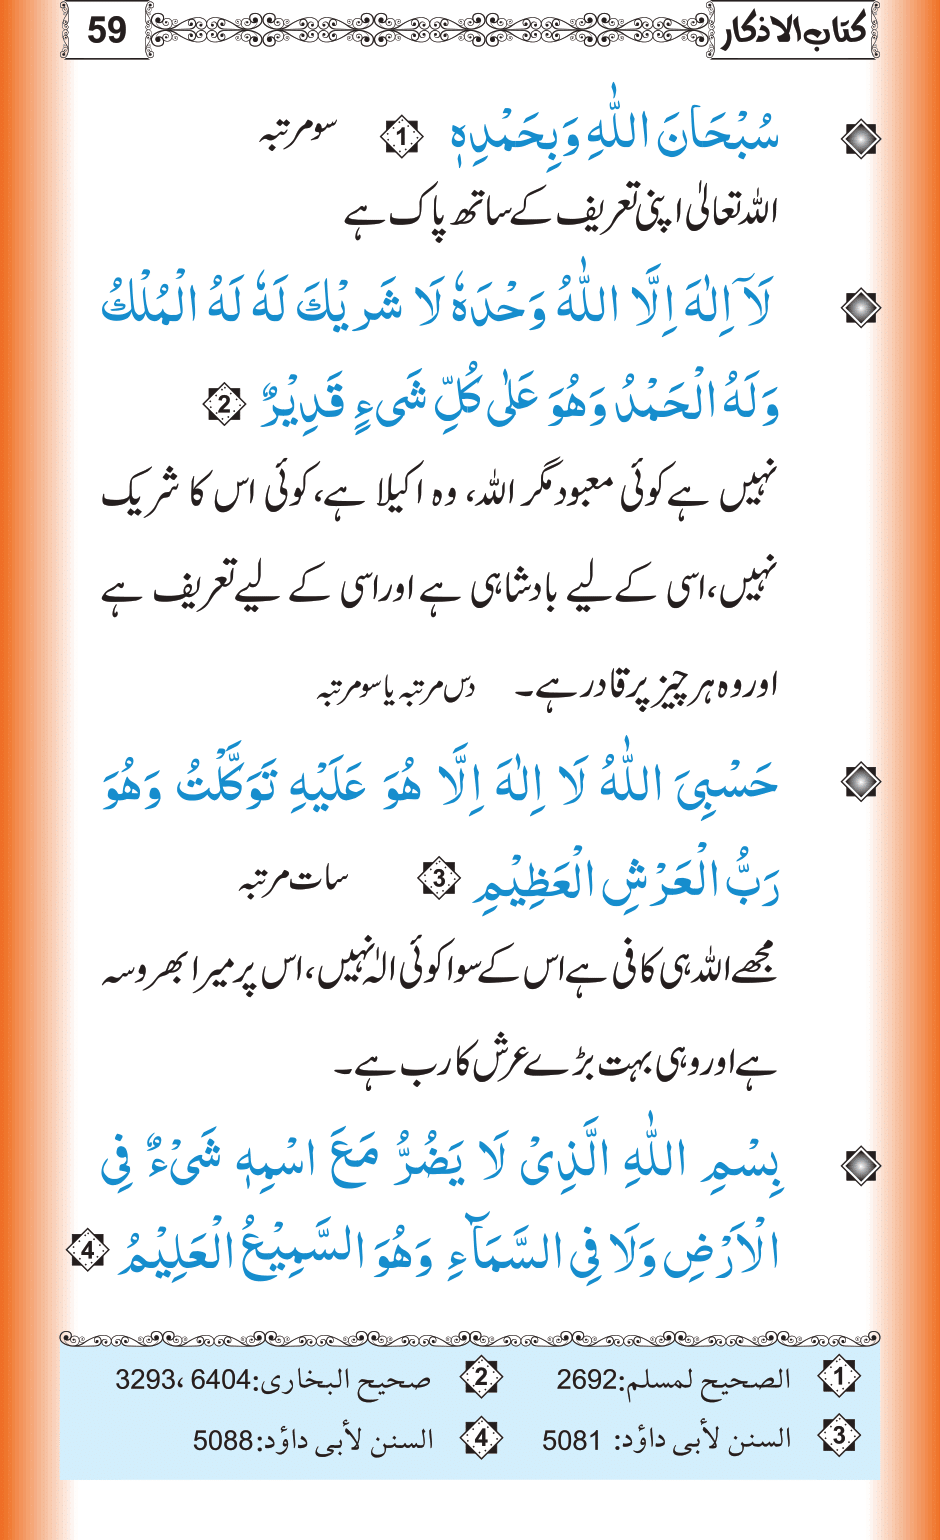 کتاب الاذکار 59
سُبْحَانَ اللّٰهِ وَبِحَمْدِهٖ 1 سو مرتبہ
اللہ تعالیٰ اپنی تعریف کے ساتھ پاک ہے
لَآ اِلٰهَ اِلَّا اللّٰهُ وَحْدَهٗ لَا شَرِيْكَ لَهٗ لَهُ الْمُلْكُ
وَلَهُ الْحَمْدُ وَهُوَ عَلٰى كُلِّ شَىءٍ قَدِيْرٌ 2
نہیں ہے کوئی معبود مگر اللہ، وہ اکیلا ہے، کوئی اس کا شریک
نہیں، اسی کے لیے بادشاہی ہے اور اسی کے لیے تعریف ہے
اور وہ ہر چیز پر قادر ہے۔ دس مرتبہ یا سو مرتبہ
حَسْبِىَ اللّٰهُ لَا اِلٰهَ اِلَّا هُوَ عَلَيْهِ تَوَكَّلْتُ وَهُوَ
رَبُّ الْعَرْشِ الْعَظِيْمِ 3 سات مرتبہ
مجھے اللہ ہی کافی ہے اس کے سوا کوئی الٰہ نہیں، اس پر میرا بھروسہ
ہے اور وہی بہت بڑے عرش کا رب ہے۔
بِسْمِ اللّٰهِ الَّذِىْ لَا يَضُرُّ مَعَ اسْمِهٖ شَىْءٌ فِى
الْاَرْضِ وَلَا فِى السَّمَآءِ وَهُوَ السَّمِيْعُ الْعَلِيْمُ 4
1 الصحيح لمسلم:2692 2 صحيح البخاری:6404 ،3293
3 السنن لأبی داؤد: 5081 4 السنن لأبی داؤد:5088